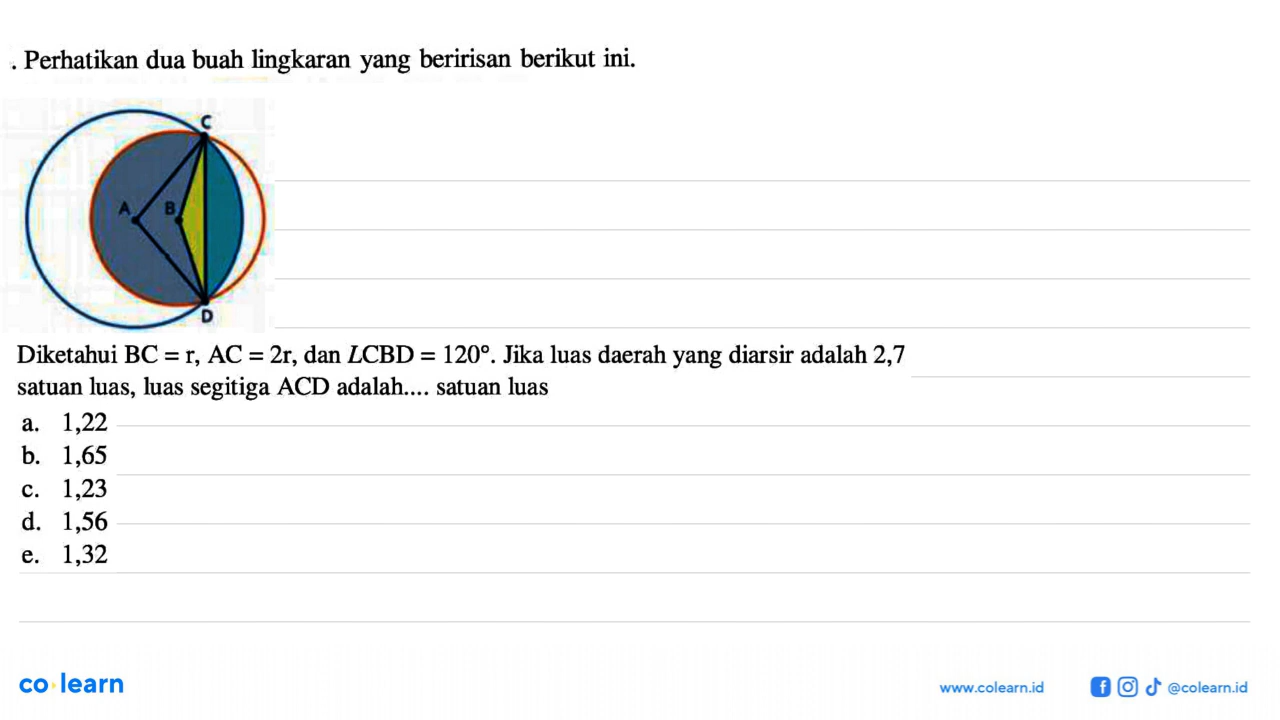 . Perhatikan dua buah lingkaran yang beririsan berikut ini.
C
A B
D
Diketahui BC = r, AC = 2r, dan ∠CBD = 120°. Jika luas daerah yang diarsir adalah 2,7
satuan luas, luas segitiga ACD adalah.... satuan luas
a. 1,22
b. 1,65
c. 1,23
d. 1,56
e. 1,32
co learn
www.colearn.id
@colearn.id